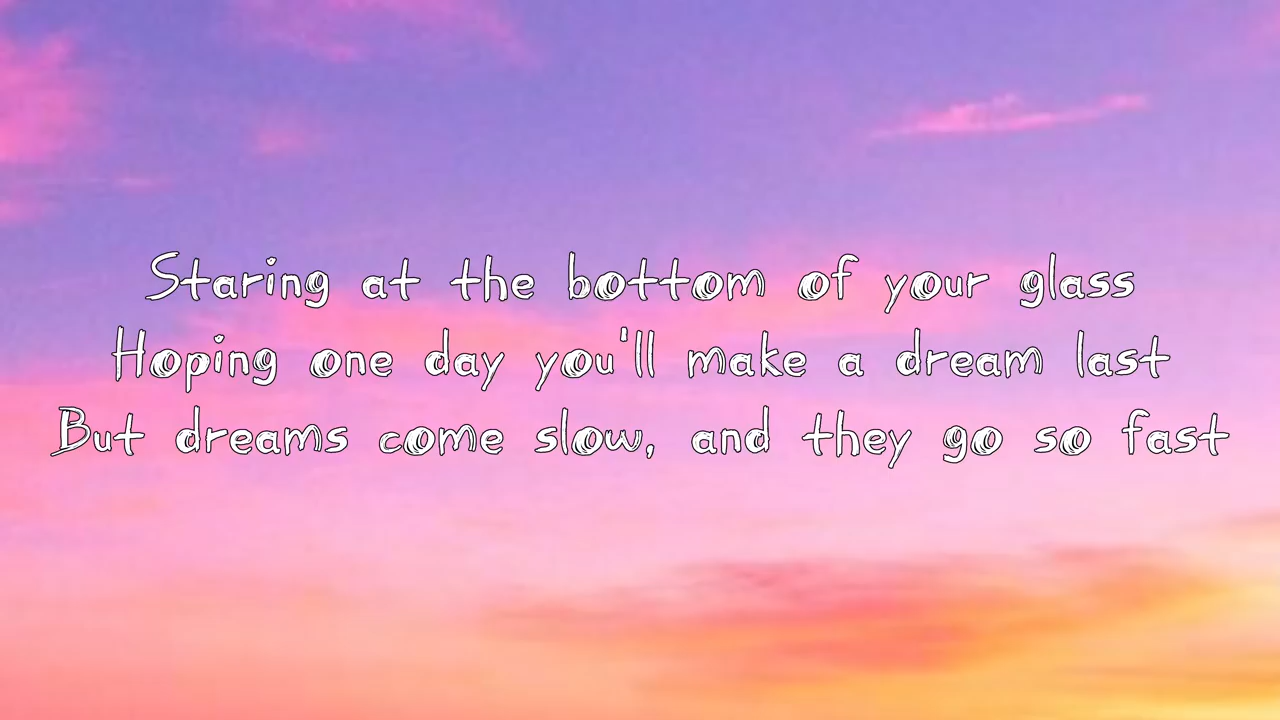 Staring at the bottom of your glass
Hoping one day you'll make a dream last
But dreams come slow, and they go so fast